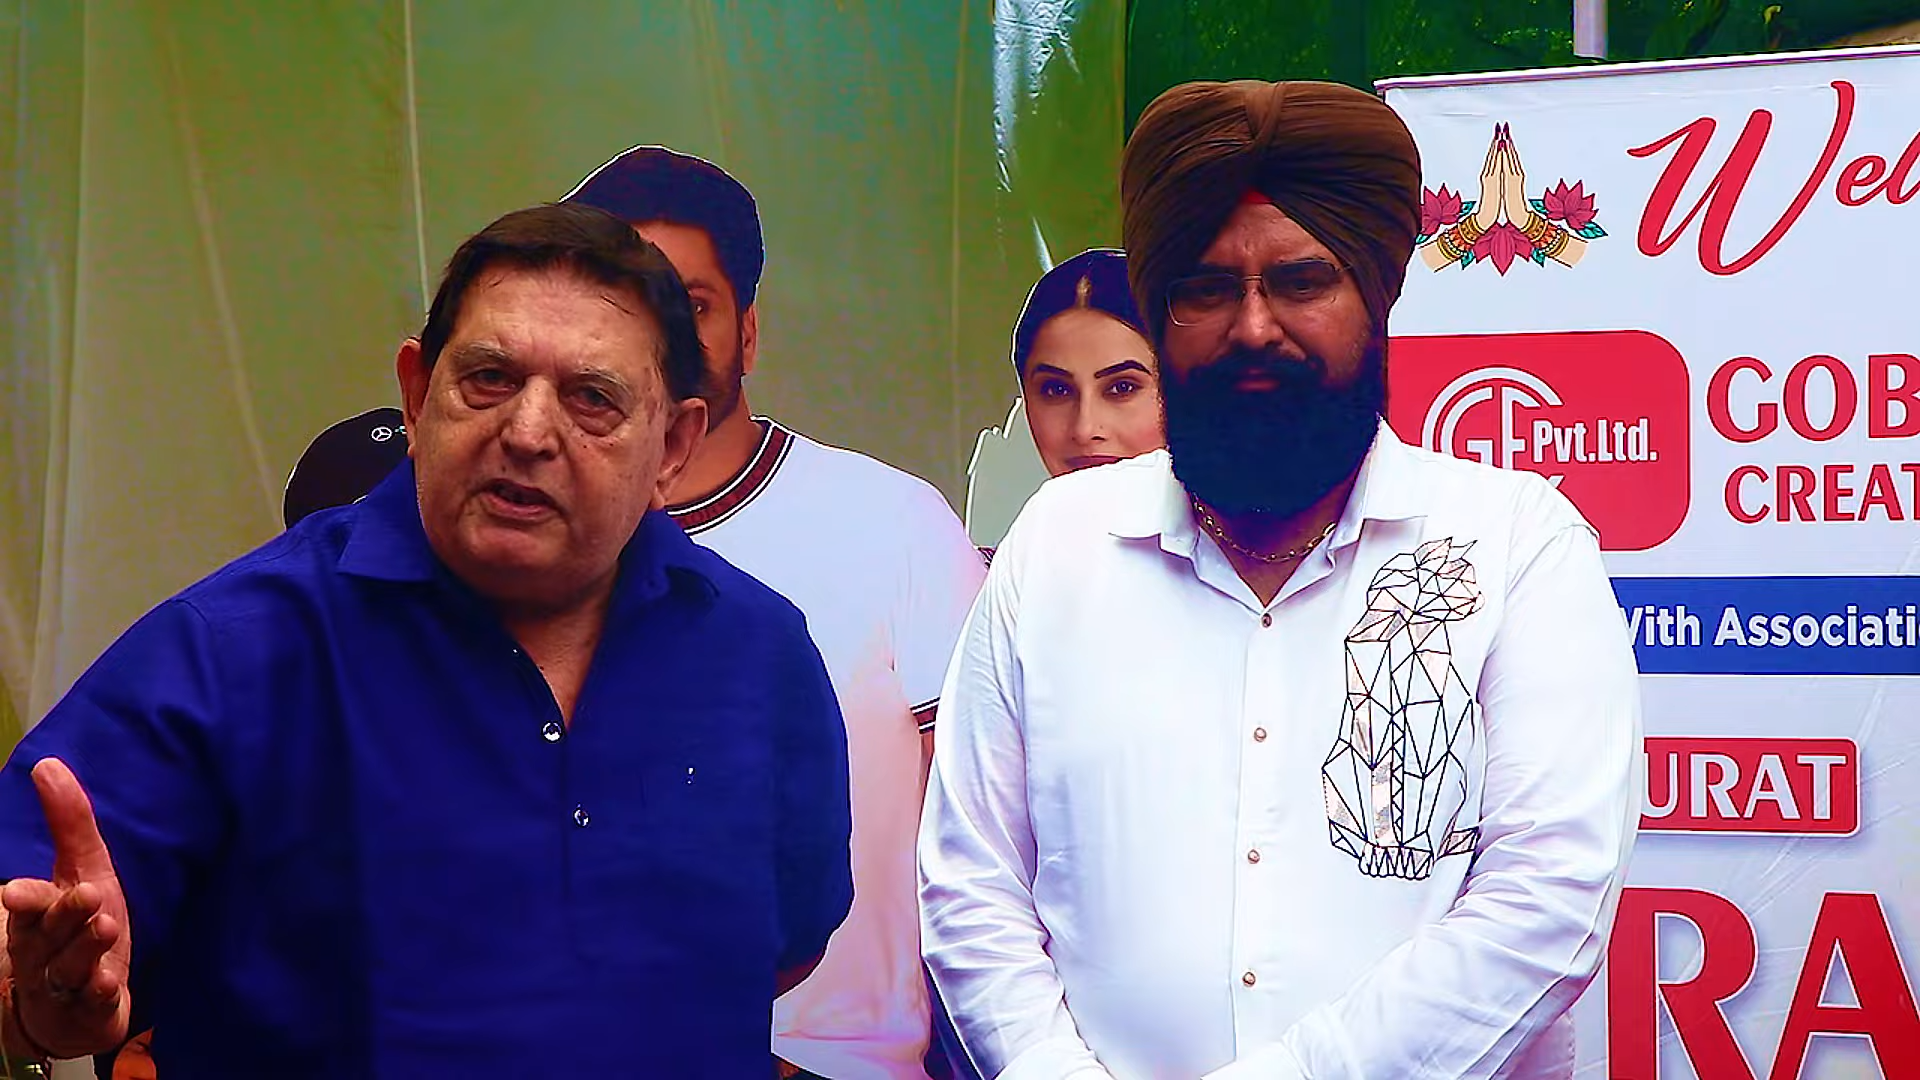 Wel
GF Pvt.Ltd.
GOB
CREAT
With Associati
URAT
RA